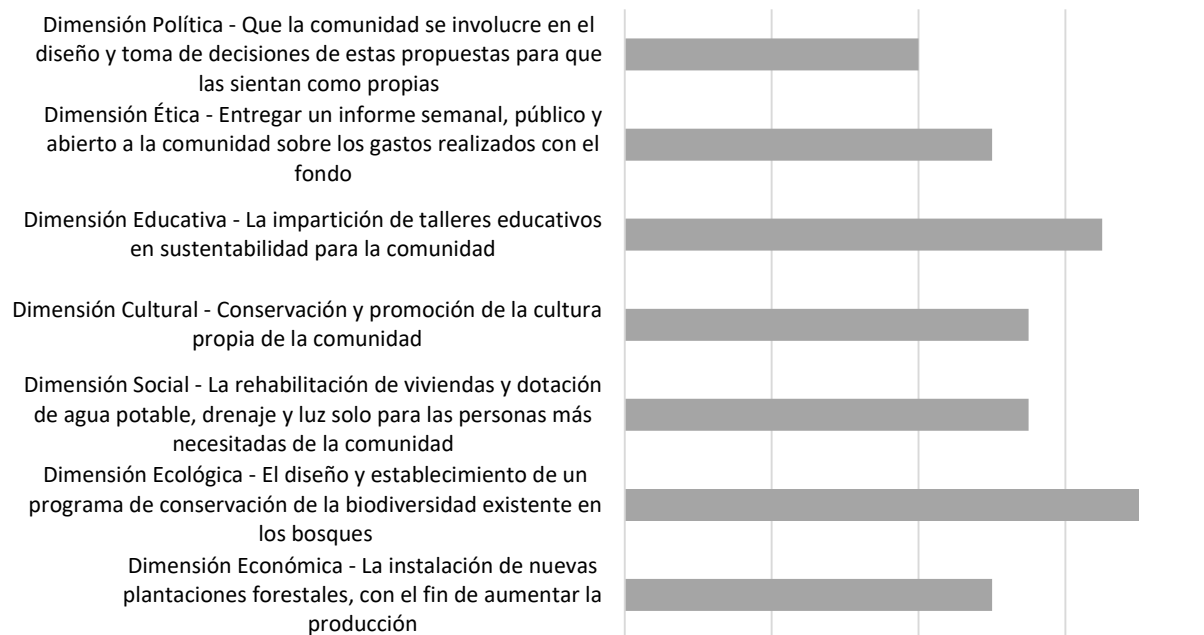 Dimensión Política - Que la comunidad se involucre en el
diseño y toma de decisiones de estas propuestas para que
las sientan como propias
Dimensión Ética - Entregar un informe semanal, público y
abierto a la comunidad sobre los gastos realizados con el
fondo
Dimensión Educativa - La impartición de talleres educativos
en sustentabilidad para la comunidad
Dimensión Cultural - Conservación y promoción de la cultura
propia de la comunidad
Dimensión Social - La rehabilitación de viviendas y dotación
de agua potable, drenaje y luz solo para las personas más
necesitadas de la comunidad
Dimensión Ecológica - El diseño y establecimiento de un
programa de conservación de la biodiversidad existente en
los bosques
Dimensión Económica - La instalación de nuevas
plantaciones forestales, con el fin de aumentar la
producción